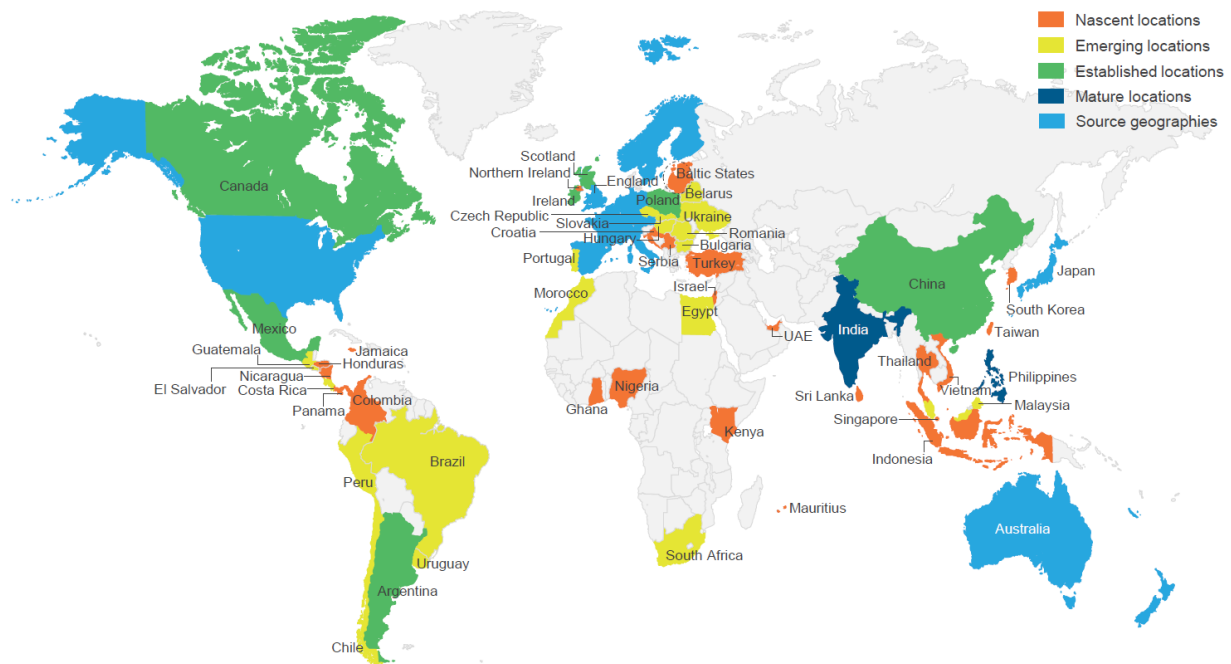 Nascent locations
Emerging locations
Established locations
Mature locations
Source geographies
Canada
Mexico
Guatemala
El Salvador
Nicaragua
Costa Rica
Panama
Jamaica
Honduras
Colombia
Brazil
Peru
Uruguay
Argentina
Chile
Scotland
Northern Ireland
England
Ireland
Czech Republic
Slovakia
Croatia
Hungary
Portugal
Baltic States
Belarus
Poland
Ukraine
Romania
Bulgaria
Serbia
Turkey
Israel
Morocco
Egypt
UAE
Ghana
Nigeria
Kenya
Mauritius
South Africa
China
India
Japan
South Korea
Taiwan
Thailand
Vietnam
Philippines
Sri Lanka
Malaysia
Singapore
Indonesia
Australia